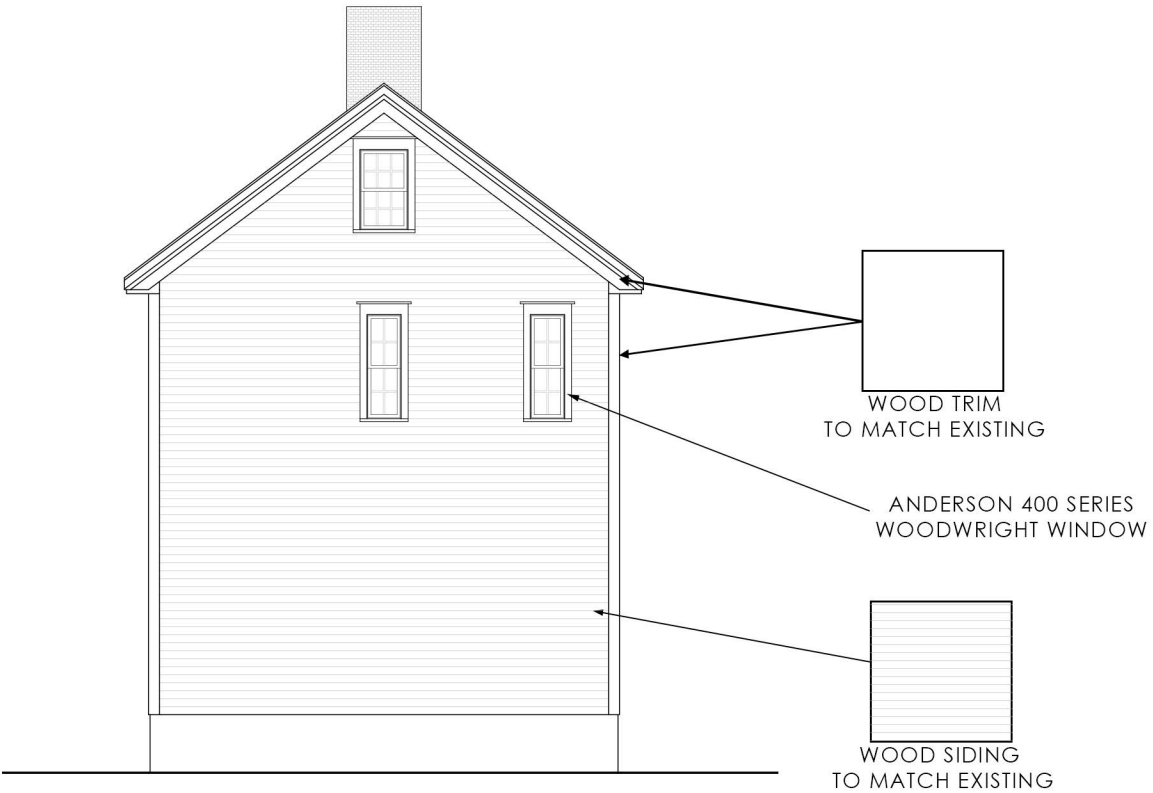 WOOD TRIM
TO MATCH EXISTING
ANDERSON 400 SERIES
WOODWRIGHT WINDOW
WOOD SIDING
TO MATCH EXISTING